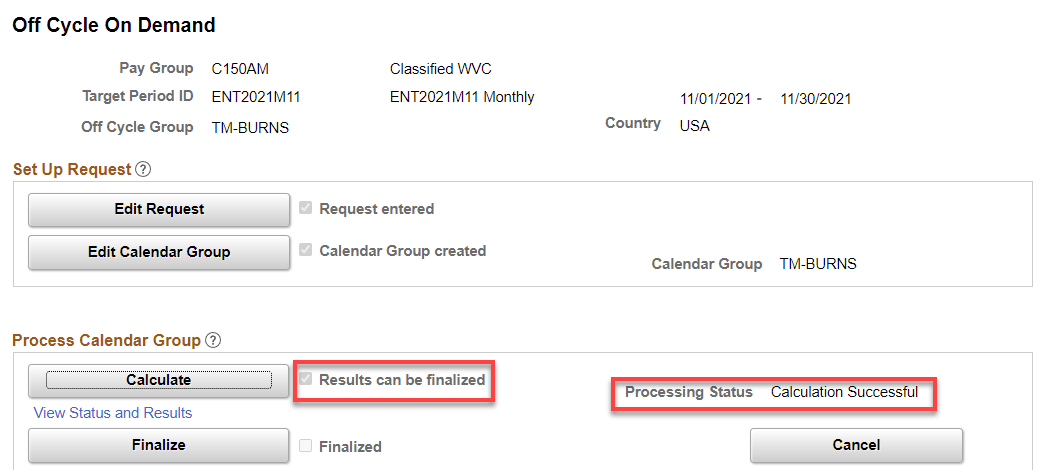 Off Cycle On Demand
Pay Group C150AM Classified WVC
Target Period ID ENT2021M11 ENT2021M11 Monthly 11/01/2021 - 11/30/2021
Off Cycle Group TM-BURNS Country USA
Set Up Request ?
Edit Request Request entered
Edit Calendar Group Calendar Group created
Calendar Group TM-BURNS
Process Calendar Group ?
Calculate Results can be finalized Processing Status Calculation Successful
View Status and Results
Finalize Finalized Cancel